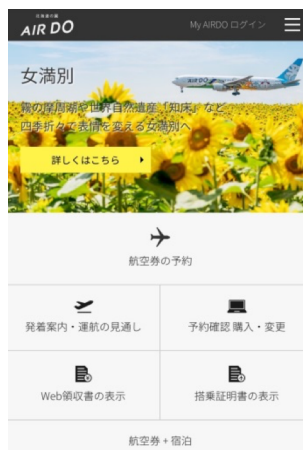 北海道の翼
AIR DO
My AIRDO ログイン
女満別
霧の摩周湖や世界自然遺産「知床」など
四季折々で表情を変える女満別へ
詳しくはこちら
航空券の予約
発着案内・運航の見通し
予約確認 購入・変更
Web領収書の表示
搭乗証明書の表示
航空券 + 宿泊